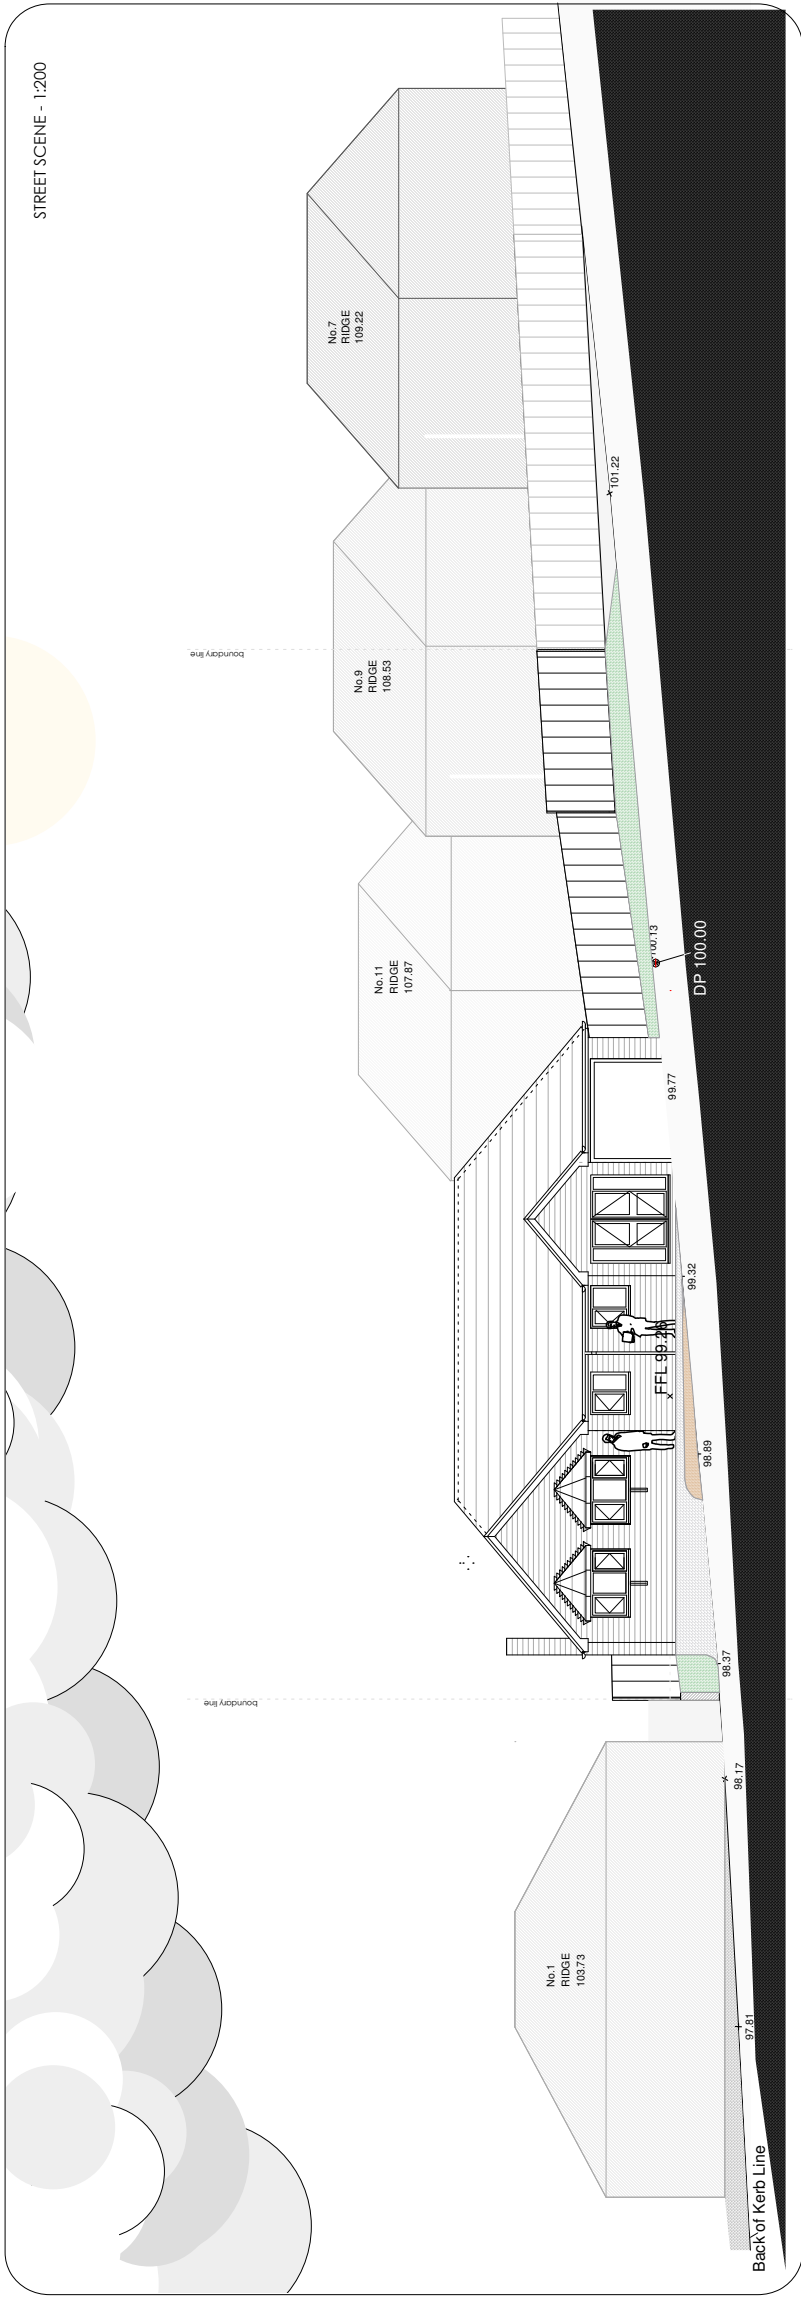 STREET SCENE - 1:200
No.7
RIDGE
109.22
No.9
RIDGE
108.53
No.11
RIDGE
107.87
No.1
RIDGE
103.73
boundary line
boundary line
101.22
100.13
DP 100.00
99.77
99.32
FFL 99.26
98.89
98.37
98.17
97.81
Back of Kerb Line